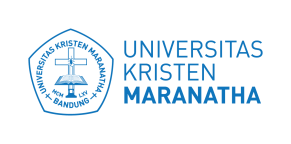 UNIVERSITAS KRISTEN MARANATHA
MCM LXV
BANDUNG
UNIVERSITAS
KRISTEN
MARANATHA